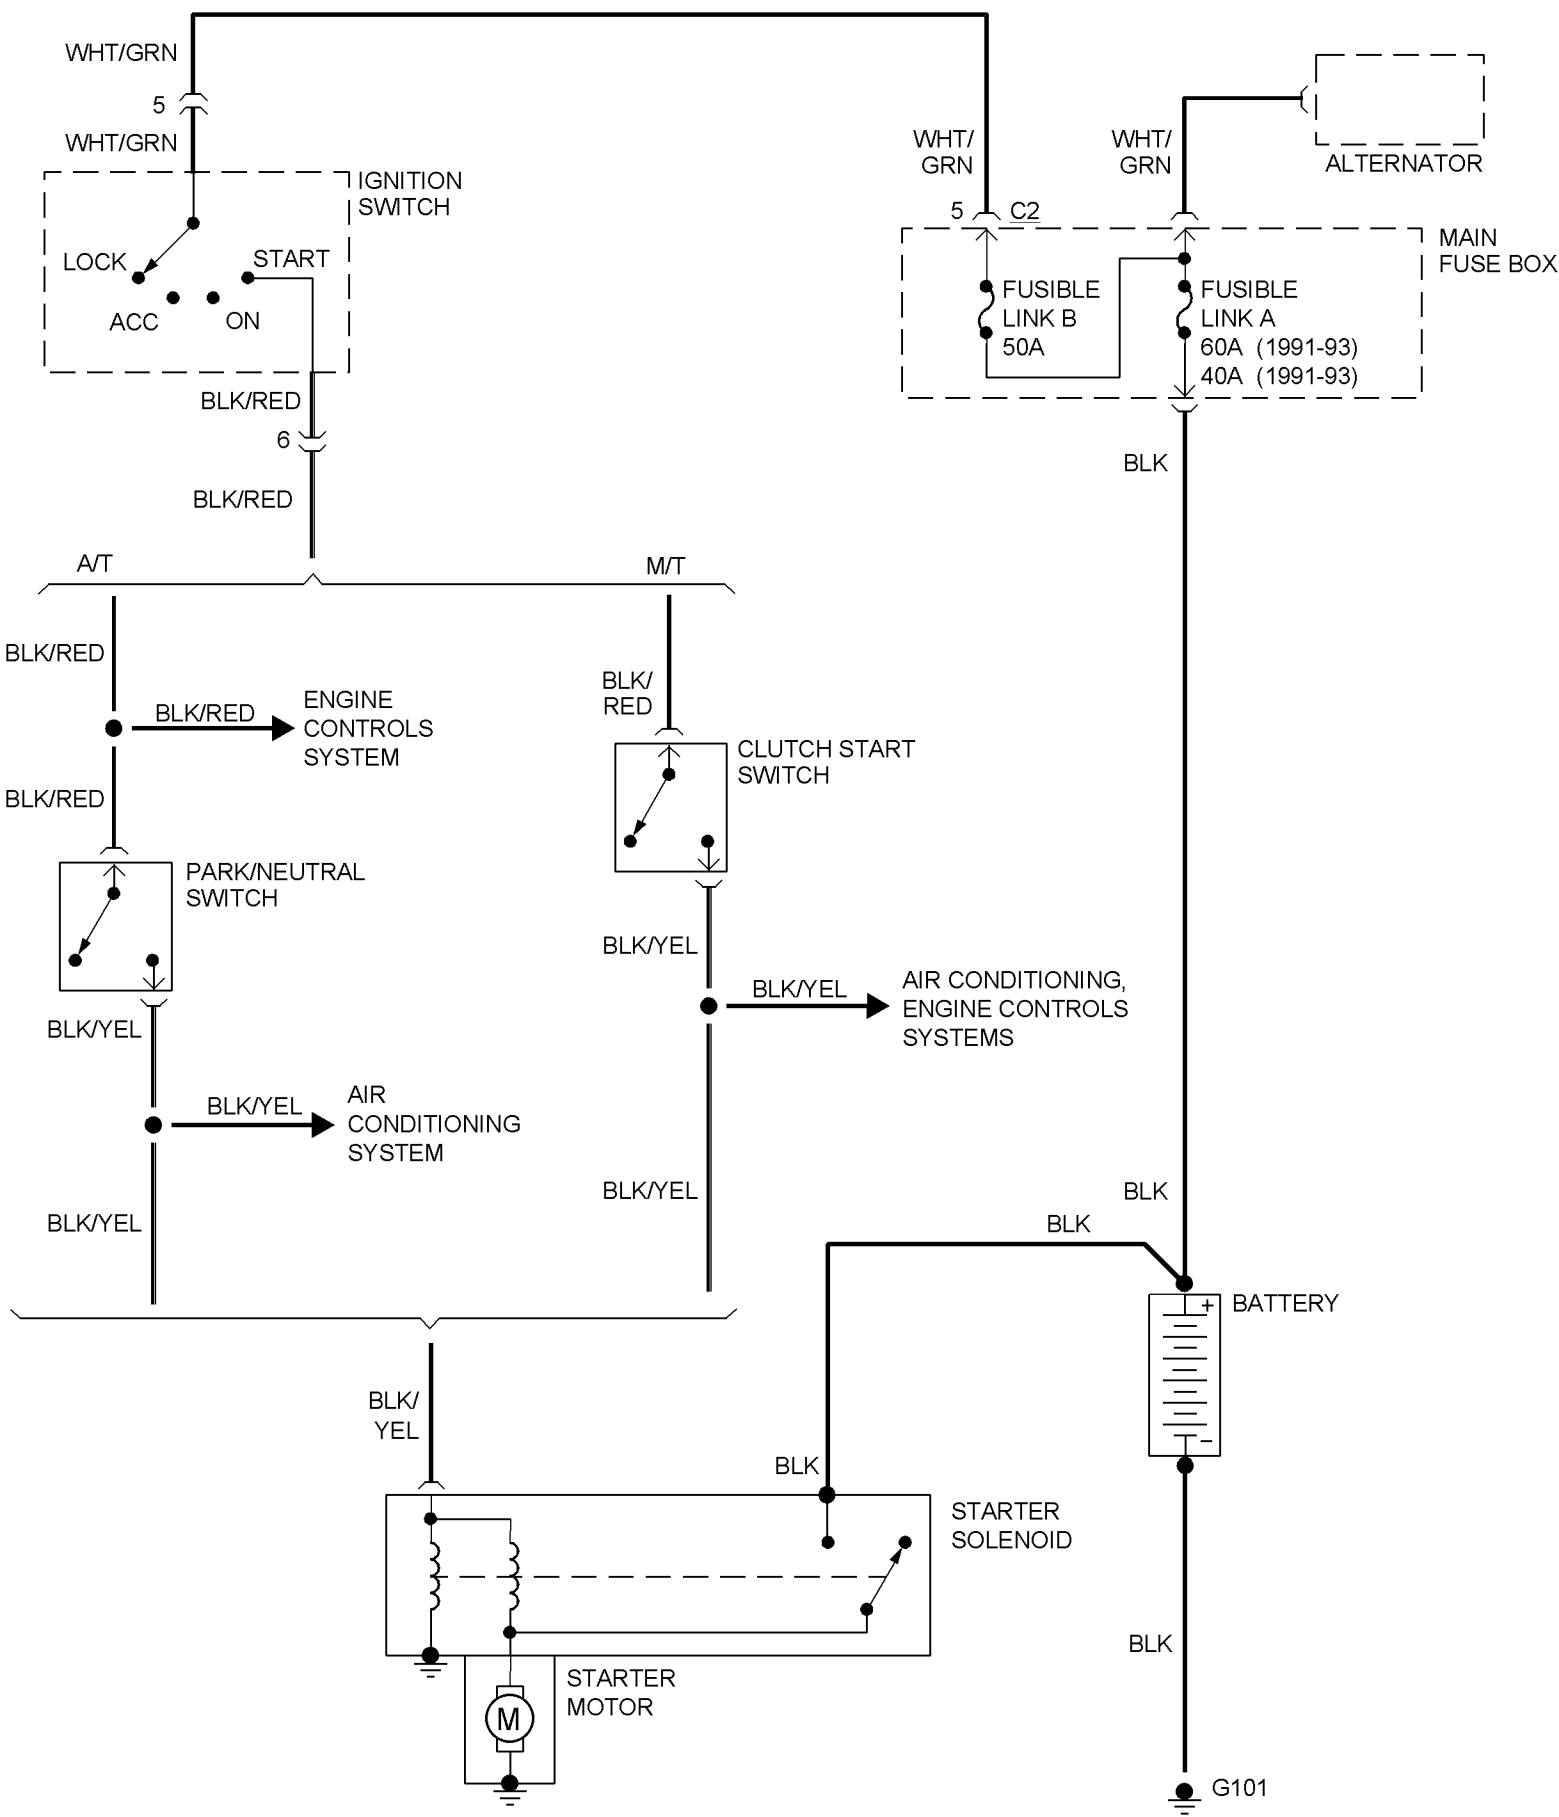 WHT/GRN
5
WHT/GRN
IGNITION
SWITCH
LOCK
START
ACC
ON
BLK/RED
6
BLK/RED
WHT/
GRN
5
C2
WHT/
GRN
ALTERNATOR
MAIN
FUSE BOX
FUSIBLE
LINK B
50A
FUSIBLE
LINK A
60A (1991-93)
40A (1991-93)
BLK
A/T
M/T
BLK/RED
BLK/RED
ENGINE
CONTROLS
SYSTEM
BLK/RED
PARK/NEUTRAL
SWITCH
BLK/
RED
CLUTCH START
SWITCH
BLK/YEL
BLK/YEL
AIR CONDITIONING,
ENGINE CONTROLS
SYSTEMS
BLK/YEL
BLK/YEL
AIR
CONDITIONING
SYSTEM
BLK/YEL
BLK/YEL
BLK
BLK
BATTERY
+
−
BLK/
YEL
BLK
STARTER
SOLENOID
BLK
STARTER
MOTOR
M
G101